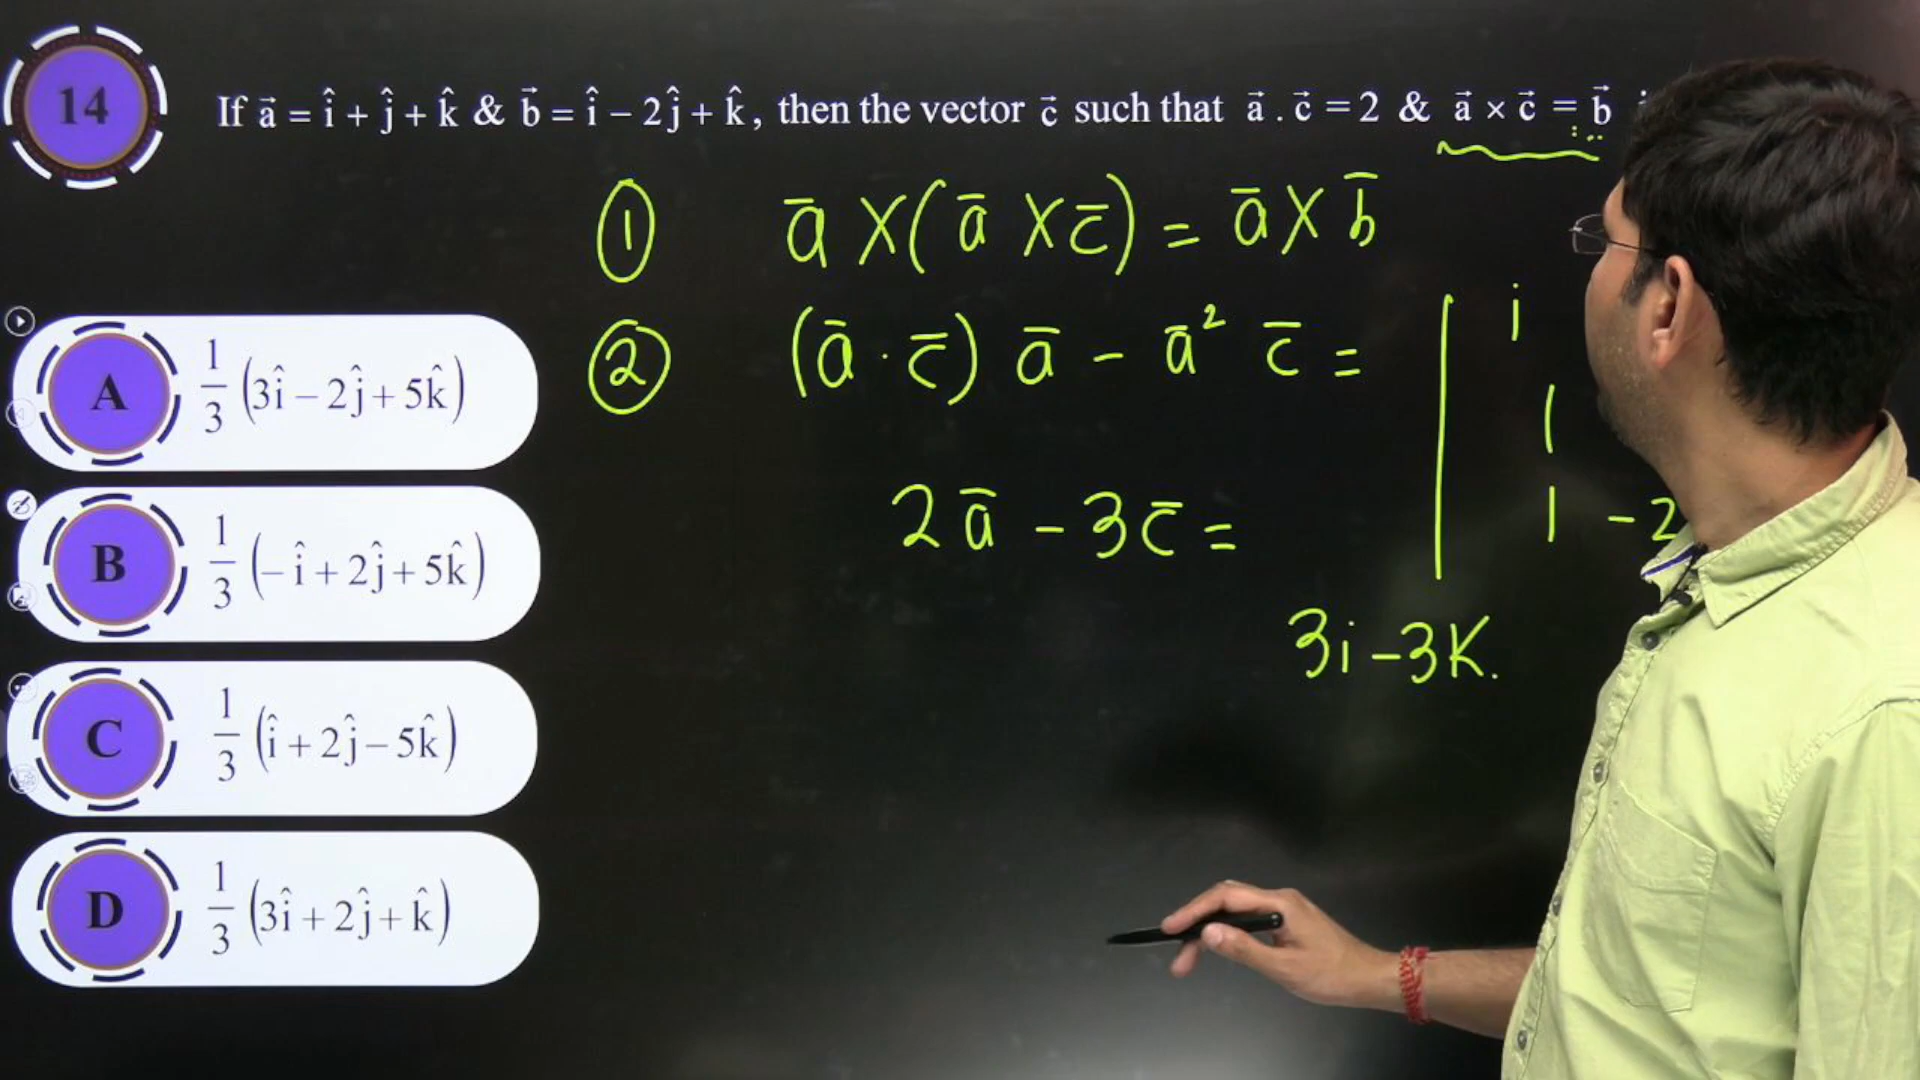 14
If a⃗ = î + ĵ + k̂ & b⃗ = î − 2ĵ + k̂, then the vector c⃗ such that a⃗ . c⃗ = 2 & a⃗ × c⃗ = b⃗
① ā × (ā × c̄) = ā × b̄
② (ā · c̄) ā − ā² c̄ =
i
1
1 −2
2ā − 3c̄ =
3i − 3K.
A 1/3 (3î − 2ĵ + 5k̂)
B 1/3 (−î + 2ĵ + 5k̂)
C 1/3 (î + 2ĵ − 5k̂)
D 1/3 (3î + 2ĵ + k̂)